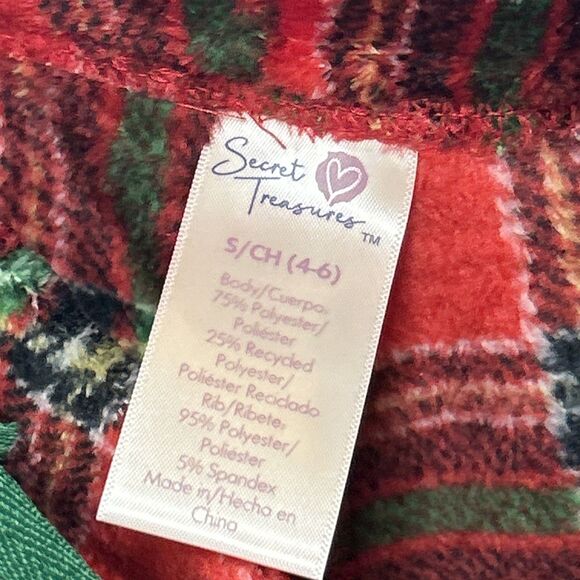 Secret
Treasures™
S/CH (4-6)
Body/Cuerpo:
75% Polyester/
Poliéster
25% Recycled
Polyester/
Poliéster Reciclado
Rib/Ribete:
95% Polyester/
Poliéster
5% Spandex
Made in/Hecho en
China